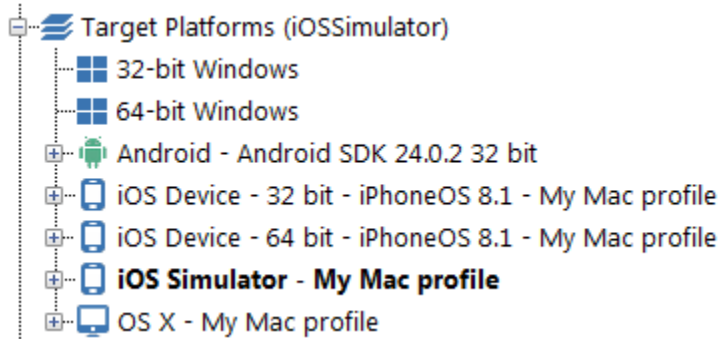 Target Platforms (iOSSimulator)
32-bit Windows
64-bit Windows
Android - Android SDK 24.0.2 32 bit
iOS Device - 32 bit - iPhoneOS 8.1 - My Mac profile
iOS Device - 64 bit - iPhoneOS 8.1 - My Mac profile
iOS Simulator - My Mac profile
OS X - My Mac profile